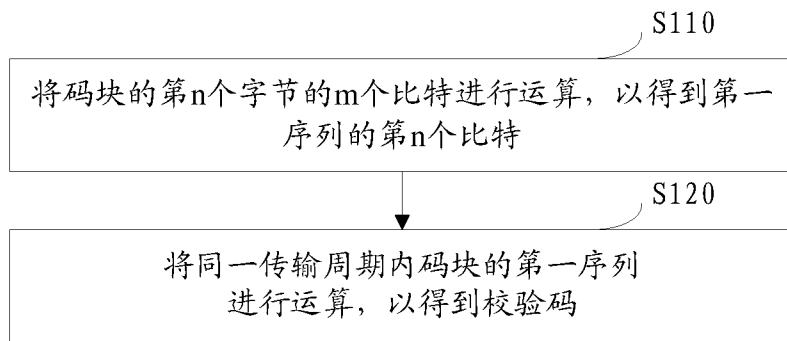 S110
将码块的第n个字节的m个比特进行运算，以得到第一
序列的第n个比特
S120
将同一传输周期内码块的第一序列
进行运算，以得到校验码